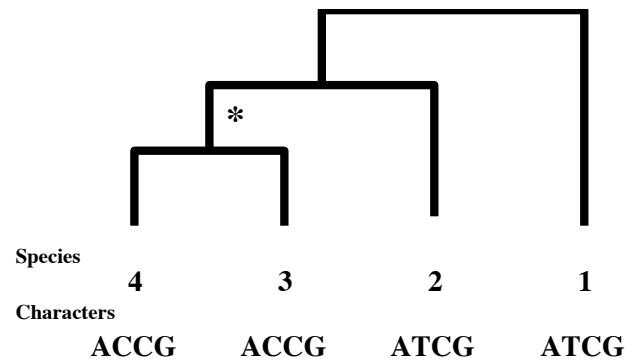 *
Species
4 3 2 1
Characters
ACCG ACCG ATCG ATCG